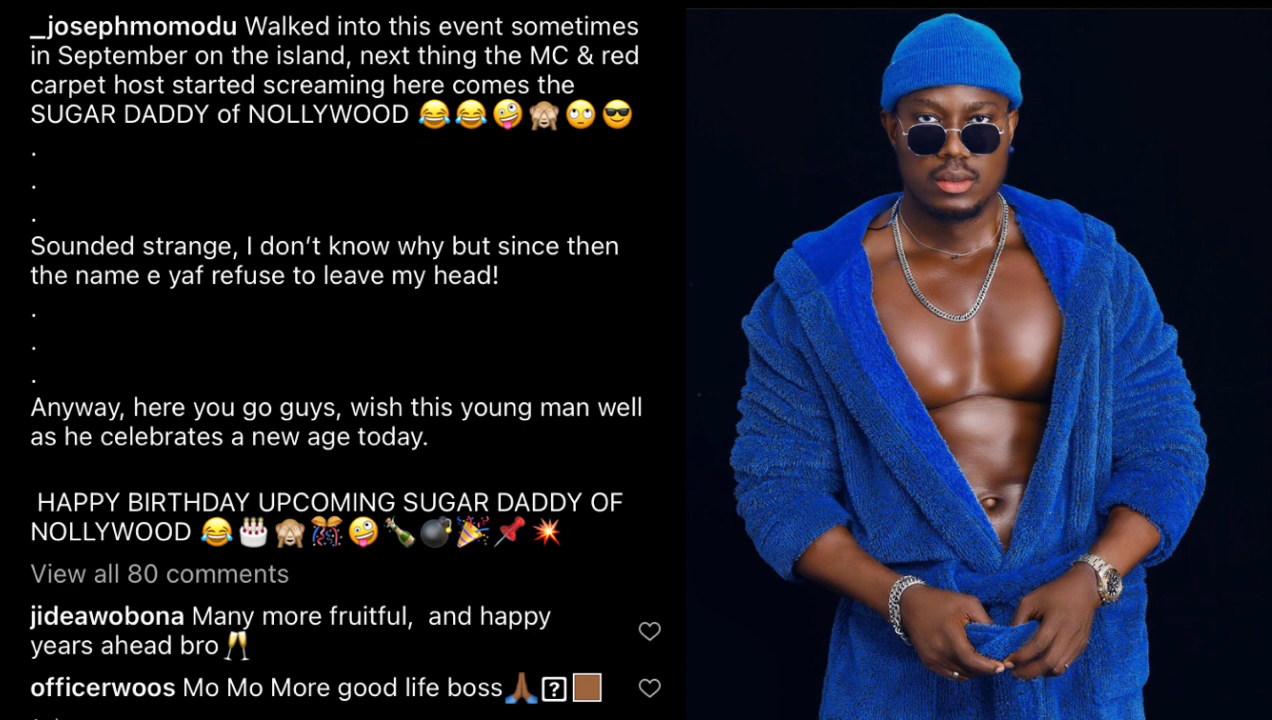 _josephmomodu Walked into this event sometimes
in September on the island, next thing the MC & red
carpet host started screaming here comes the
SUGAR DADDY of NOLLYWOOD 😂😂🤪🙈🙄😎
.
.
.
Sounded strange, I don’t know why but since then
the name e yaf refuse to leave my head!
.
.
.
Anyway, here you go guys, wish this young man well
as he celebrates a new age today.
HAPPY BIRTHDAY UPCOMING SUGAR DADDY OF
NOLLYWOOD 😂🎂🙈🎊🤪🍾💣🎉📌💥
View all 80 comments
jideawobona Many more fruitful, and happy
years ahead bro🥂
officerwoos Mo Mo More good life boss🙏🏾⍰🏾